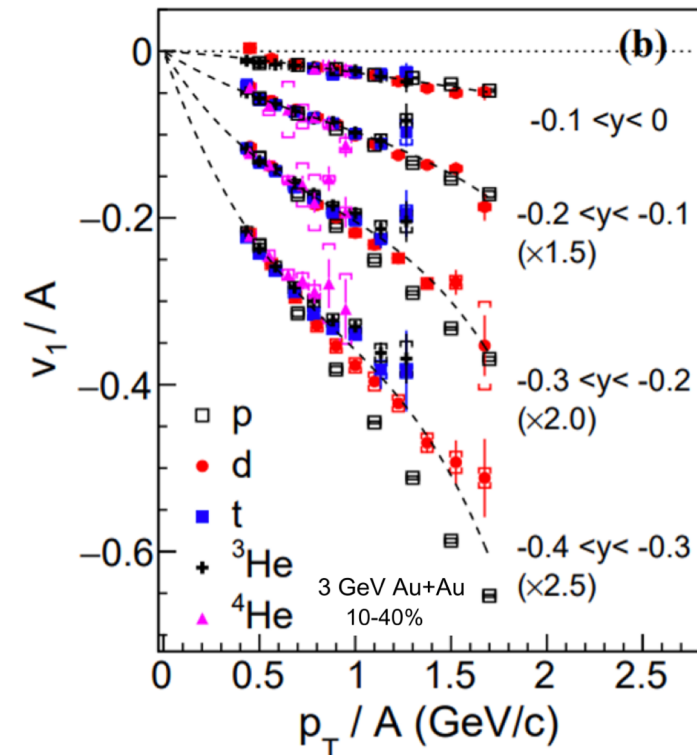 (b)
0
−0.2
−0.4
−0.6
v₁ / A
-0.1 <y< 0
-0.2 <y< -0.1
(×1.5)
-0.3 <y< -0.2
(×2.0)
-0.4 <y< -0.3
(×2.5)
p
d
t
³He
⁴He
3 GeV Au+Au
10-40%
0 0.5 1 1.5 2 2.5
p_T / A (GeV/c)